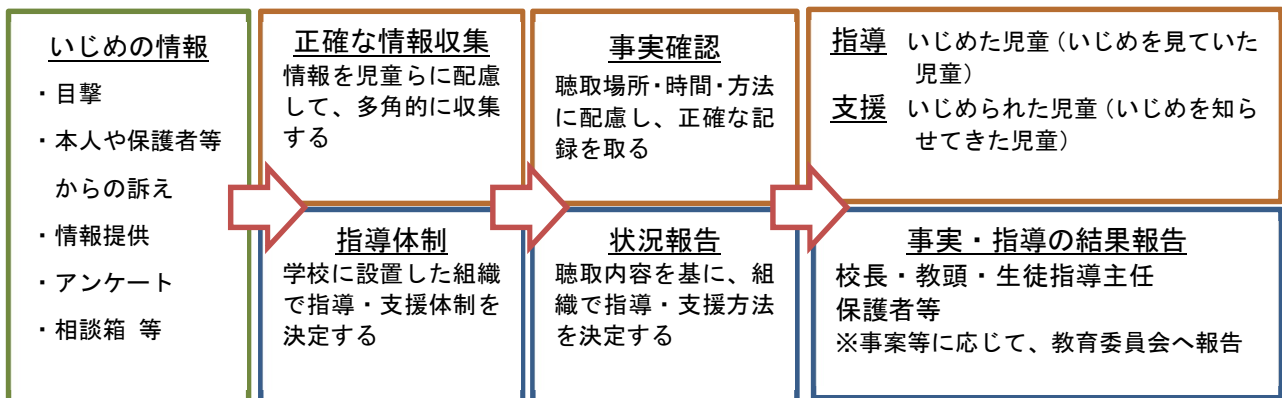 いじめの情報
・目撃
・本人や保護者等
からの訴え
・情報提供
・アンケート
・相談箱 等
正確な情報収集
情報を児童らに配慮
して、多角的に収集
する
指導体制
学校に設置した組織
で指導・支援体制を
決定する
事実確認
聴取場所・時間・方法
に配慮し、正確な記
録を取る
状況報告
聴取内容を基に、組
織で指導・支援方法
を決定する
指導 いじめた児童（いじめを見ていた
児童）
支援 いじめられた児童（いじめを知ら
せてきた児童）
事実・指導の結果報告
校長・教頭・生徒指導主任
保護者等
※事案等に応じて、教育委員会へ報告